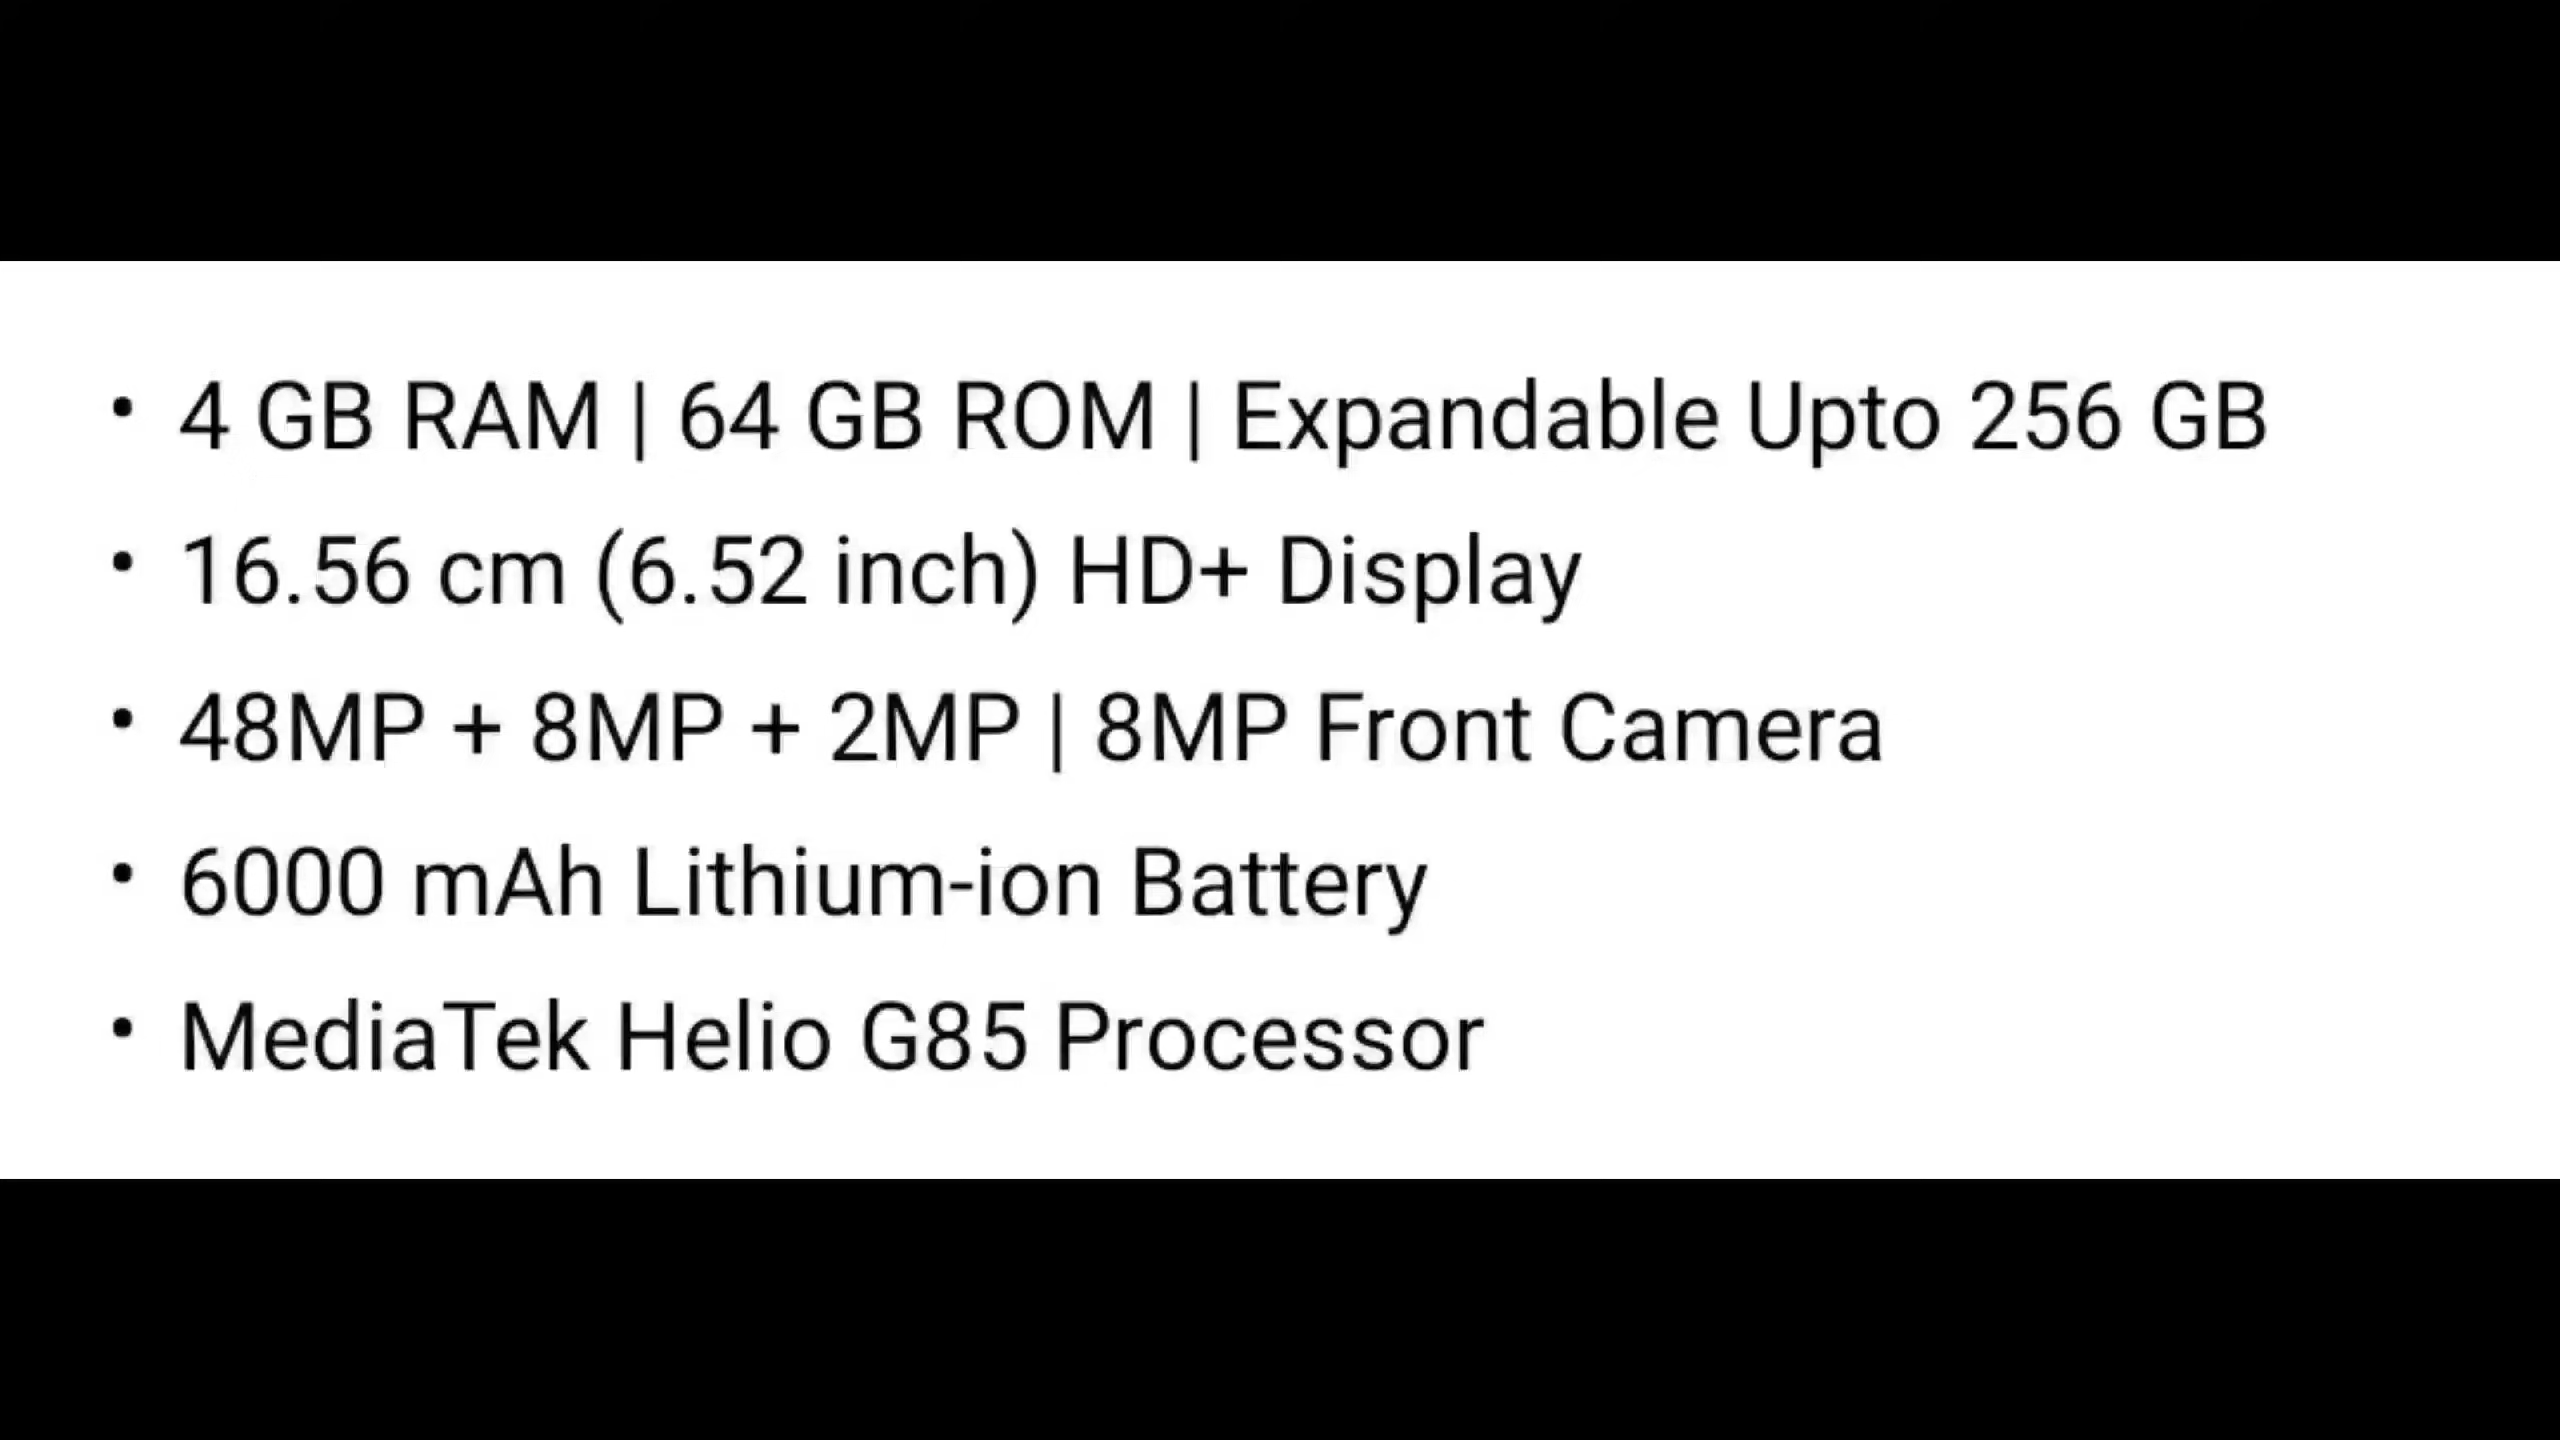 • 4 GB RAM | 64 GB ROM | Expandable Upto 256 GB
• 16.56 cm (6.52 inch) HD+ Display
• 48MP + 8MP + 2MP | 8MP Front Camera
• 6000 mAh Lithium-ion Battery
• MediaTek Helio G85 Processor